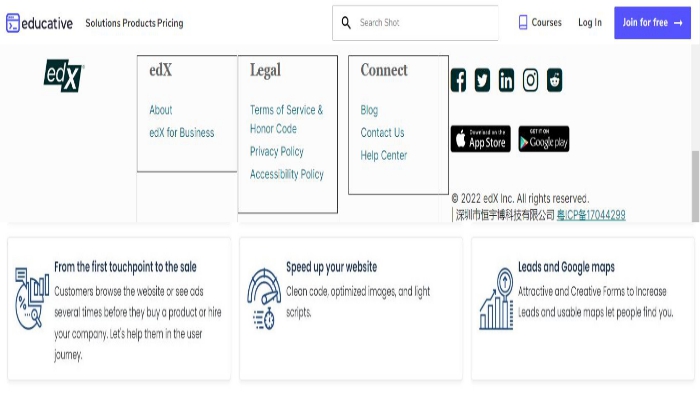 educative
Solutions Products Pricing
Search Shot
Courses
Log In
Join for free →
edX
edX
About
edX for Business
Legal
Terms of Service &
Honor Code
Privacy Policy
Accessibility Policy
Connect
Blog
Contact Us
Help Center
Download on the
App Store
GET IT ON
Google play
© 2022 edX Inc. All rights reserved.
| 深圳市恒宇博科技有限公司 粤ICP备17044299
From the first touchpoint to the sale
Customers browse the website or see ads
several times before they buy a product or hire
your company. Let's help them in the user
journey.
Speed up your website
Clean code, optimized images, and light
scripts.
Leads and Google maps
Attractive and Creative Forms to Increase
Leads and usable maps let people find you.